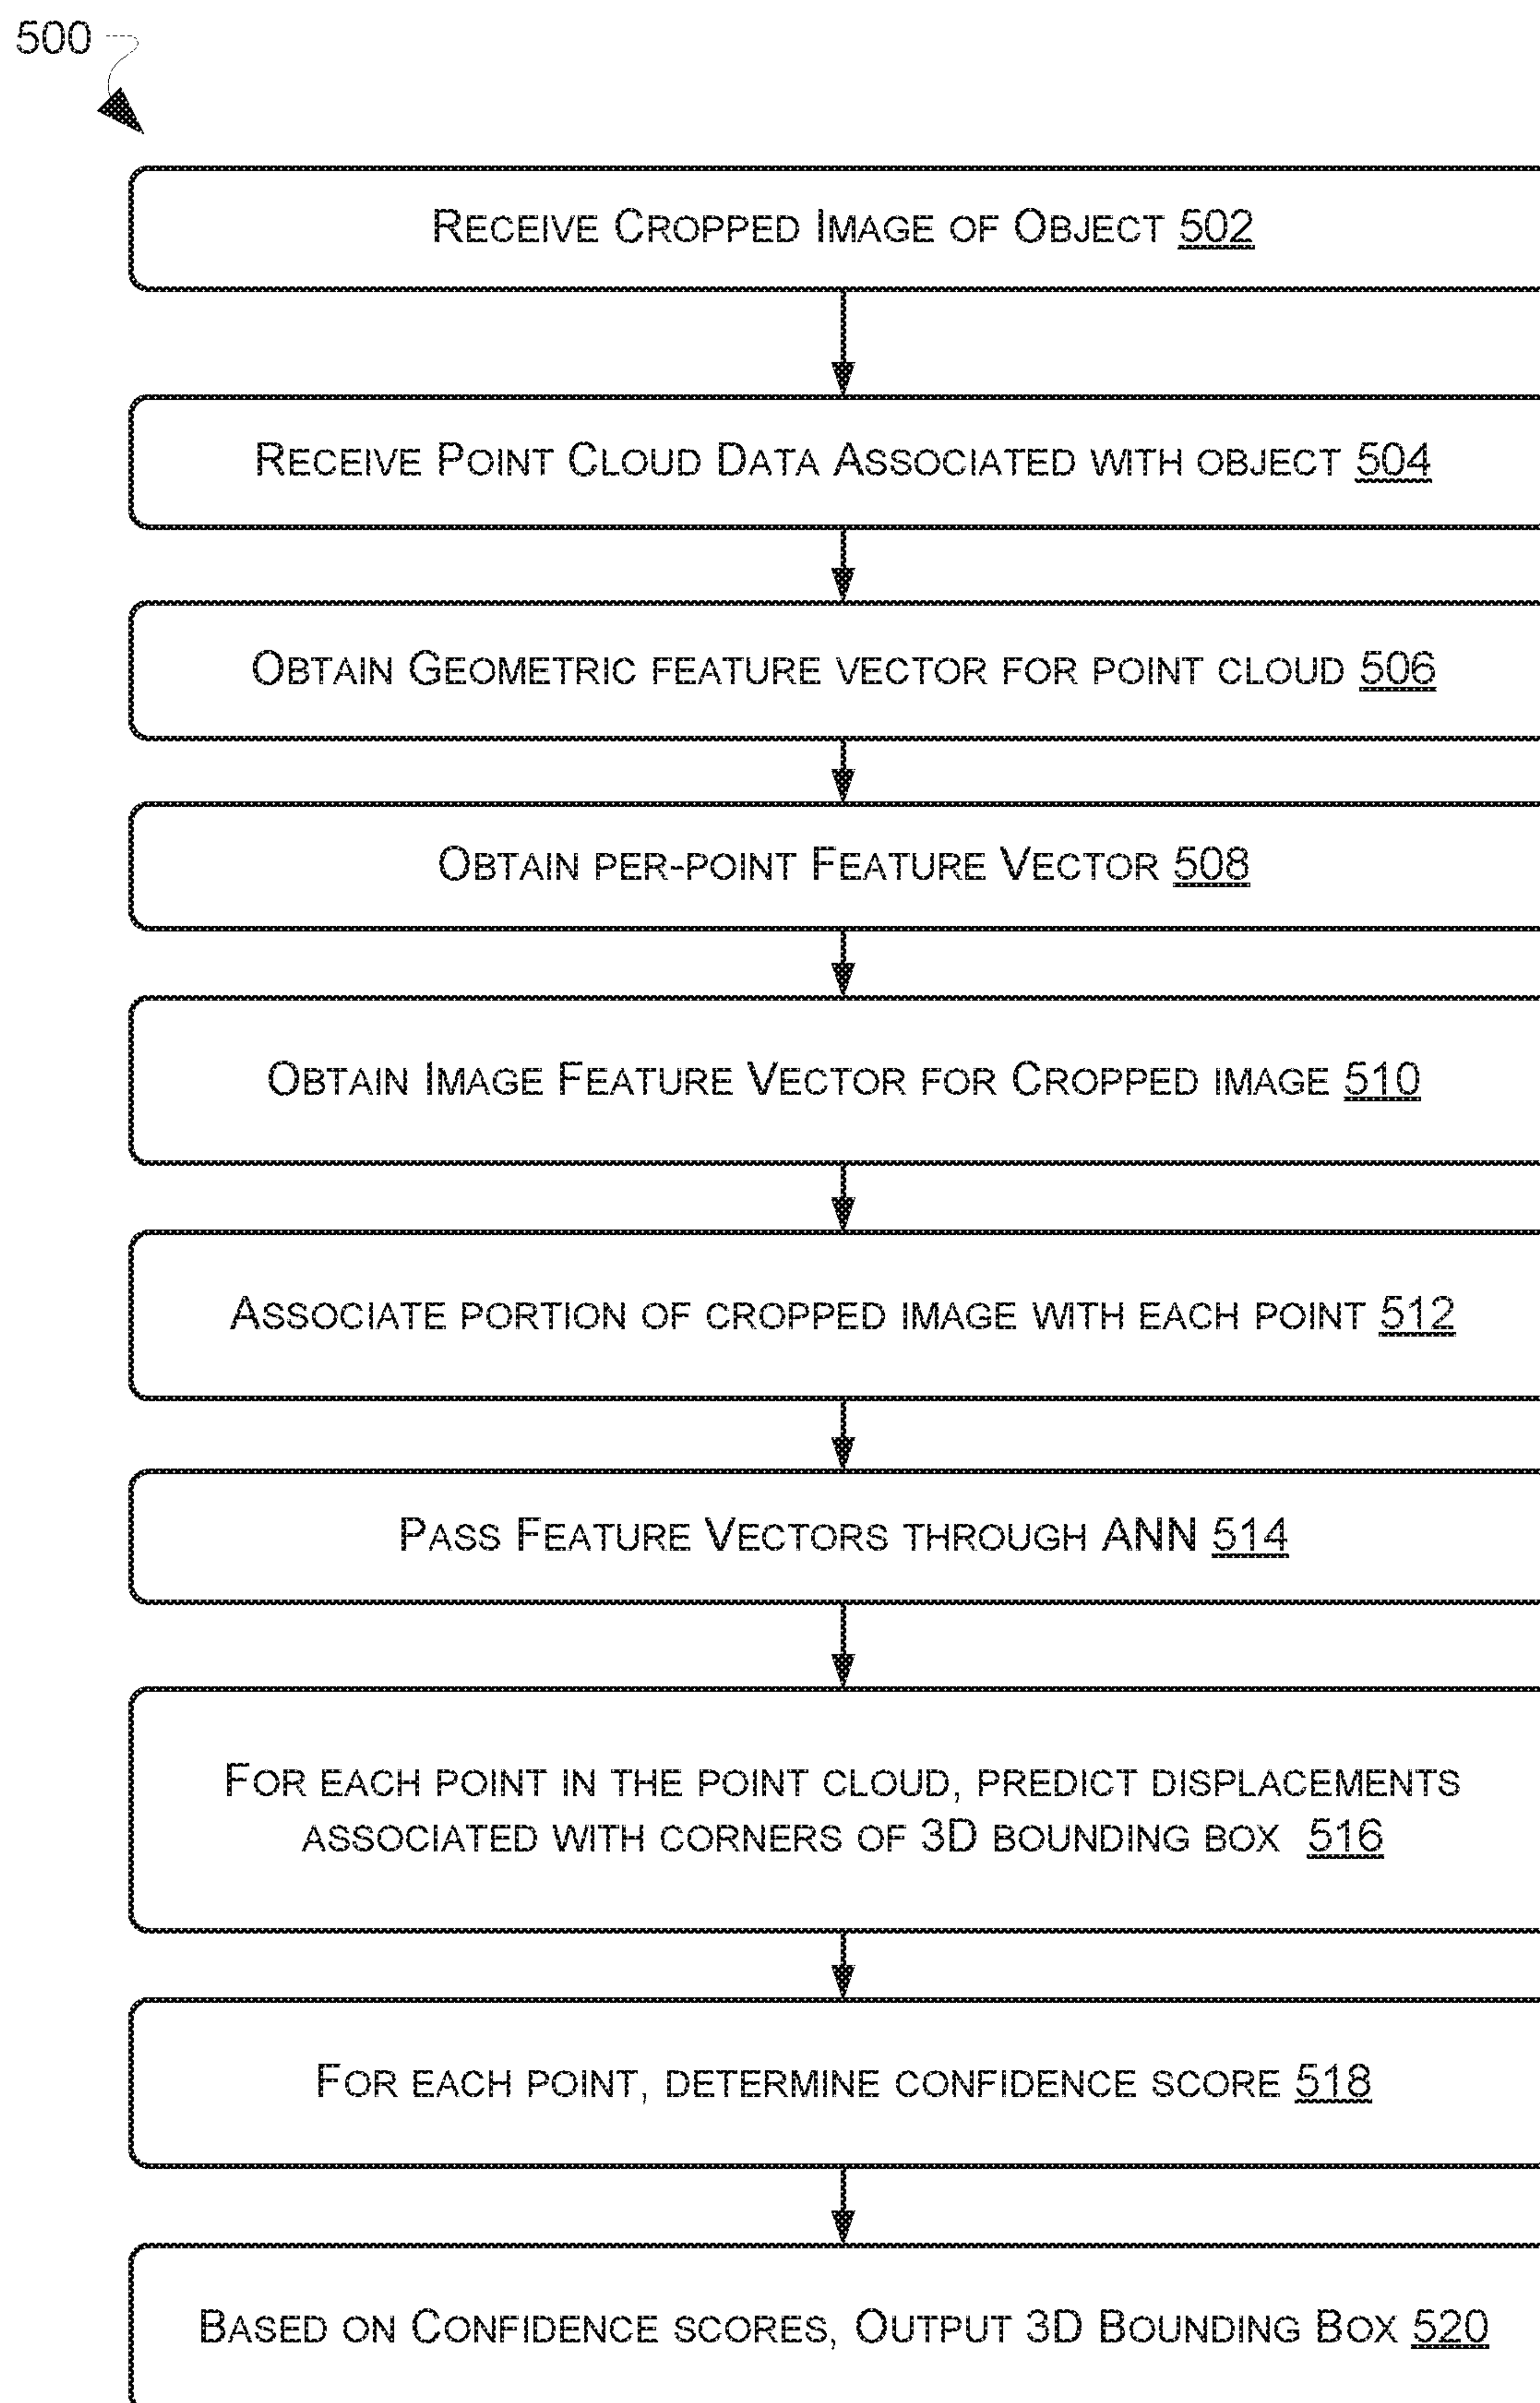 500
RECEIVE CROPPED IMAGE OF OBJECT 502
RECEIVE POINT CLOUD DATA ASSOCIATED WITH OBJECT 504
OBTAIN GEOMETRIC FEATURE VECTOR FOR POINT CLOUD 506
OBTAIN PER-POINT FEATURE VECTOR 508
OBTAIN IMAGE FEATURE VECTOR FOR CROPPED IMAGE 510
ASSOCIATE PORTION OF CROPPED IMAGE WITH EACH POINT 512
PASS FEATURE VECTORS THROUGH ANN 514
FOR EACH POINT IN THE POINT CLOUD, PREDICT DISPLACEMENTS
ASSOCIATED WITH CORNERS OF 3D BOUNDING BOX 516
FOR EACH POINT, DETERMINE CONFIDENCE SCORE 518
BASED ON CONFIDENCE SCORES, OUTPUT 3D BOUNDING BOX 520